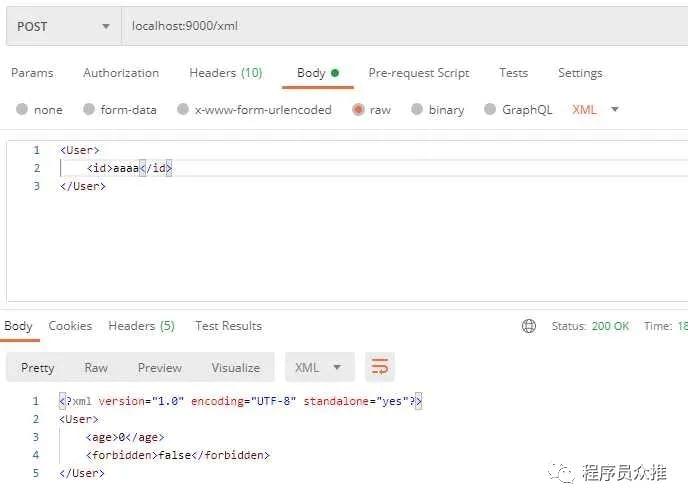 POST localhost:9000/xml
Params Authorization Headers (10) Body Pre-request Script Tests Settings
none form-data x-www-form-urlencoded raw binary GraphQL XML
1 <User>
2 <id>aaaa</id>
3 </User>
Body Cookies Headers (5) Test Results Status: 200 OK Time: 18
Pretty Raw Preview Visualize XML
1 <?xml version="1.0" encoding="UTF-8" standalone="yes"?>
2 <User>
3 <age>0</age>
4 <forbidden>false</forbidden>
5 </User>
程序员众推